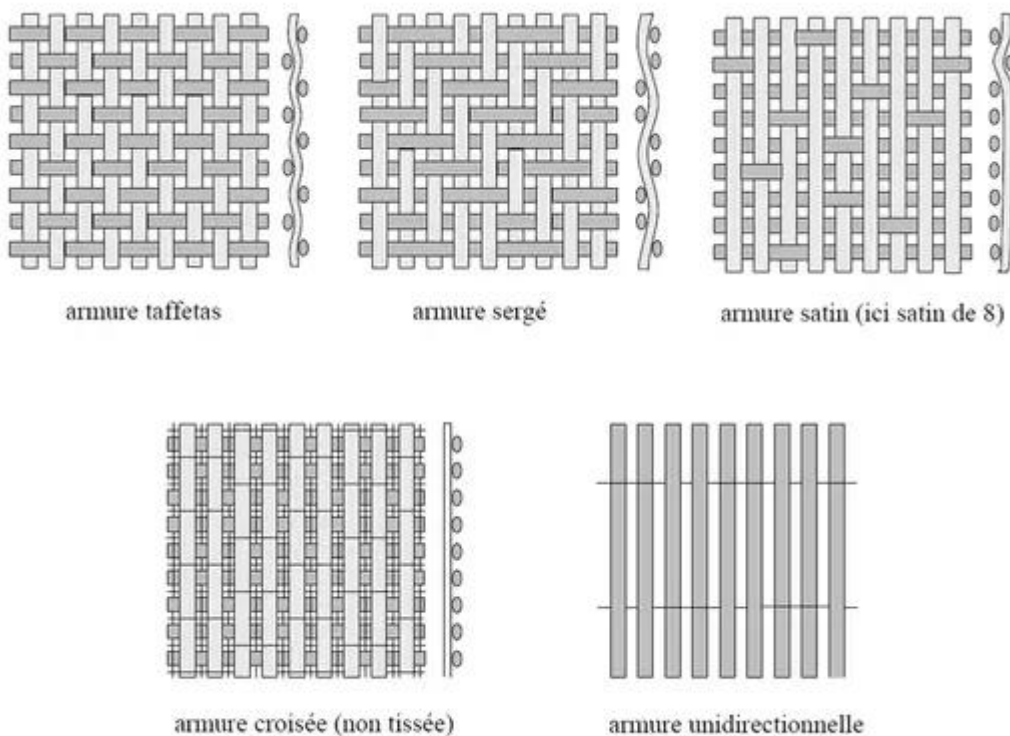 armure taffetas
armure sergé
armure satin (ici satin de 8)
armure croisée (non tissée)
armure unidirectionnelle